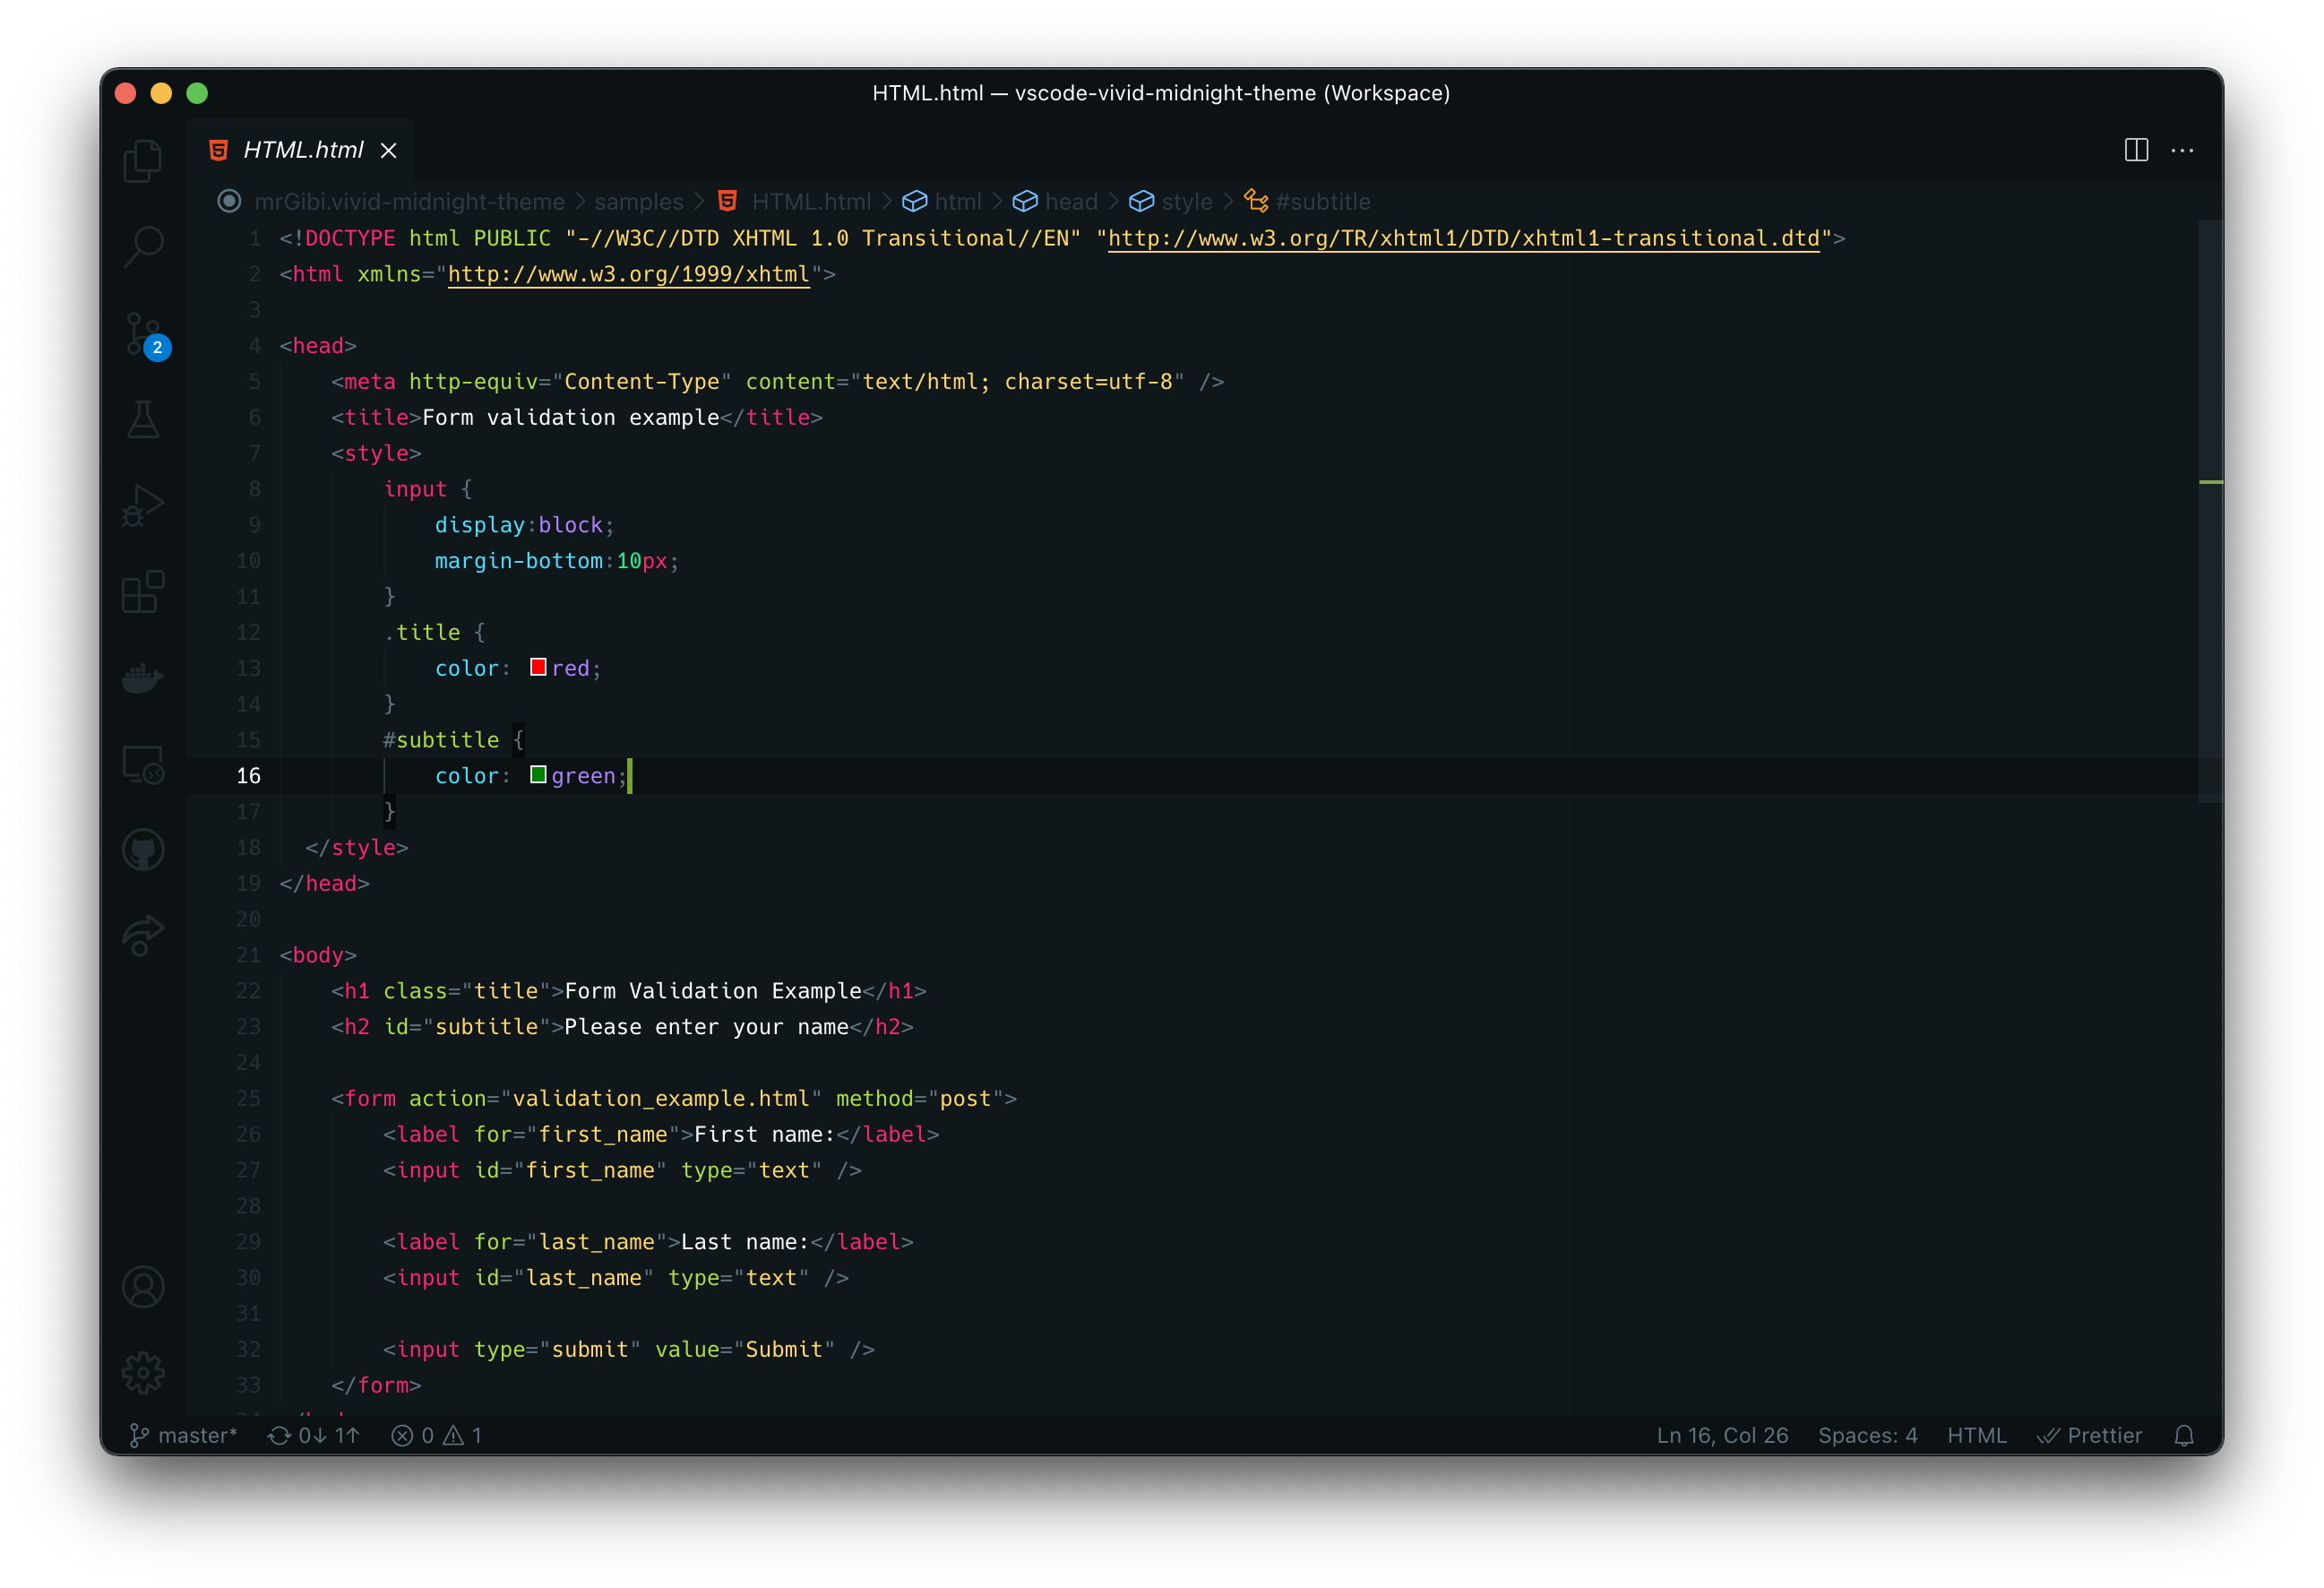 HTML.html — vscode-vivid-midnight-theme (Workspace)
HTML.html
mrGibi.vivid-midnight-theme > samples > HTML.html > html > head > style > #subtitle
1 <!DOCTYPE html PUBLIC "-//W3C//DTD XHTML 1.0 Transitional//EN" "http://www.w3.org/TR/xhtml1/DTD/xhtml1-transitional.dtd">
2 <html xmlns="http://www.w3.org/1999/xhtml">
3
4 <head>
5     <meta http-equiv="Content-Type" content="text/html; charset=utf-8" />
6     <title>Form validation example</title>
7     <style>
8         input {
9             display:block;
10             margin-bottom:10px;
11         }
12         .title {
13             color: red;
14         }
15         #subtitle {
16             color: green;
17         }
18   </style>
19 </head>
20
21 <body>
22     <h1 class="title">Form Validation Example</h1>
23     <h2 id="subtitle">Please enter your name</h2>
24
25     <form action="validation_example.html" method="post">
26         <label for="first_name">First name:</label>
27         <input id="first_name" type="text" />
28
29         <label for="last_name">Last name:</label>
30         <input id="last_name" type="text" />
31
32         <input type="submit" value="Submit" />
33     </form>
2
master* 0↓ 1↑ 0 1 Ln 16, Col 26 Spaces: 4 HTML Prettier